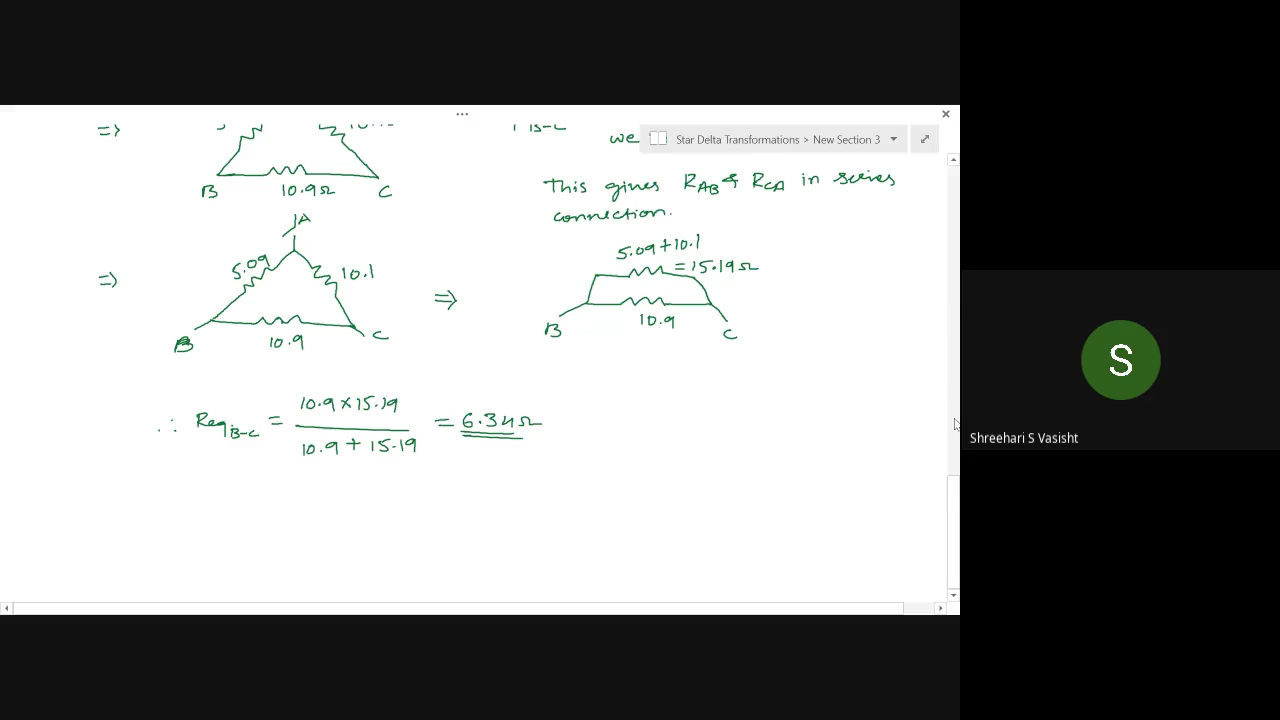 Star Delta Transformations > New Section 3
=>
we
B 10.9Ω C
This gives RAB & RCA in series
connection.
A
5.09+10.1
5.09 10.1 = 15.19Ω
=> =>
10.9
B C
B 10.9 C
10.9 × 15.19
∴ ReqB-C = = 6.34Ω
10.9 + 15.19
S
Shreehari S Vasisht